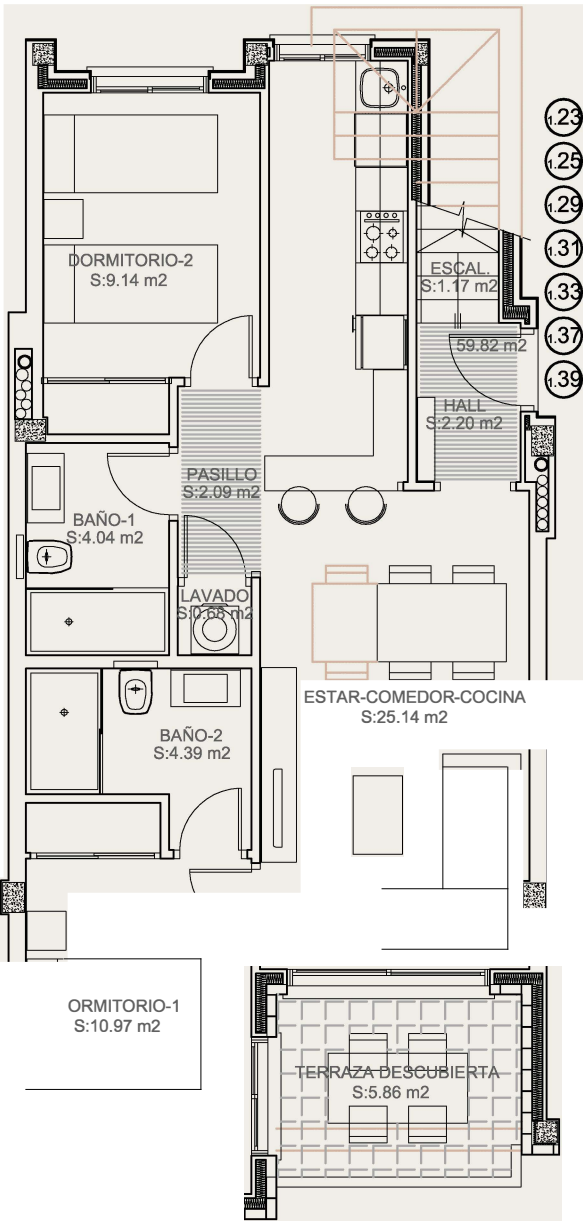 1.23
1.25
1.29
1.31
1.33
1.37
1.39
DORMITORIO-2
S:9.14 m2
ESCAL.
S:1.17 m2
59.82 m2
HALL
S:2.20 m2
PASILLO
S:2.09 m2
BAÑO-1
S:4.04 m2
LAVADO
S:0.68 m2
ESTAR-COMEDOR-COCINA
S:25.14 m2
BAÑO-2
S:4.39 m2
ORMITORIO-1
S:10.97 m2
TERRAZA DESCUBIERTA
S:5.86 m2